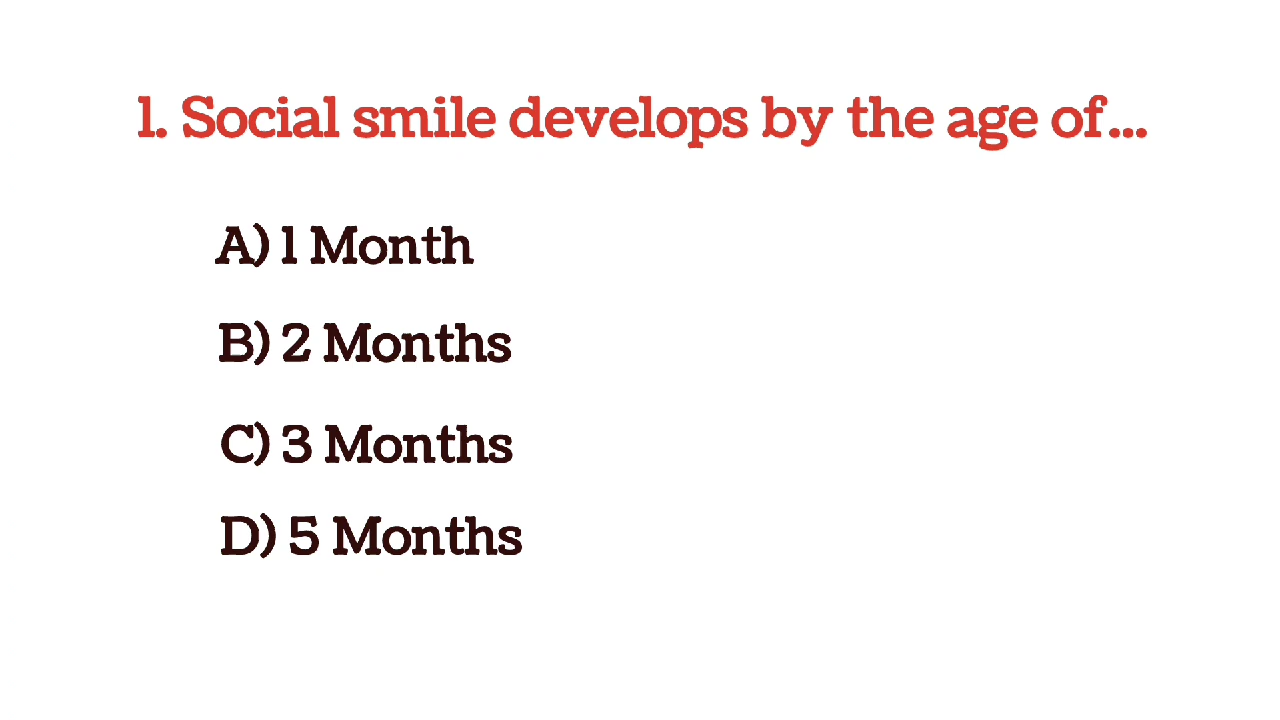 1. Social smile develops by the age of...
A) 1 Month
B) 2 Months
C) 3 Months
D) 5 Months